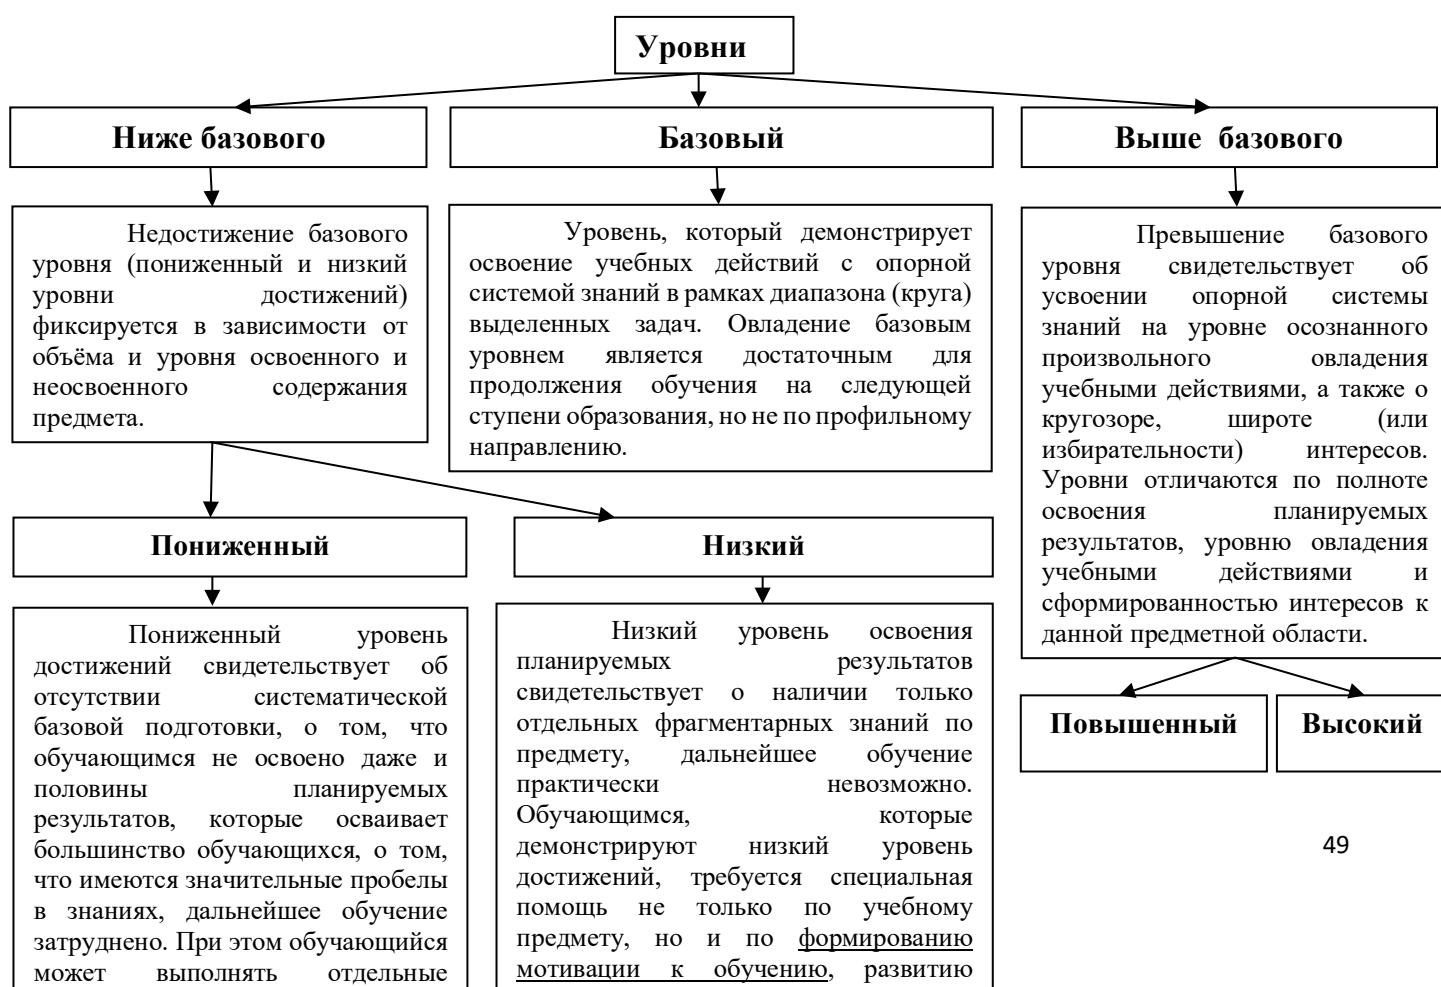 Уровни
Ниже базового
Базовый
Выше базового
Недостижение базового
уровня (пониженный и низкий
уровни достижений)
фиксируется в зависимости от
объёма и уровня освоенного и
неосвоенного содержания
предмета.
Уровень, который демонстрирует
освоение учебных действий с опорной
системой знаний в рамках диапазона (круга)
выделенных задач. Овладение базовым
уровнем является достаточным для
продолжения обучения на следующей
ступени образования, но не по профильному
направлению.
Превышение базового
уровня свидетельствует об
усвоении опорной системы
знаний на уровне осознанного
произвольного овладения
учебными действиями, а также о
кругозоре, широте (или
избирательности) интересов.
Уровни отличаются по полноте
освоения планируемых
результатов, уровню овладения
учебными действиями и
сформированностью интересов к
данной предметной области.
Пониженный
Низкий
Пониженный уровень
достижений свидетельствует об
отсутствии систематической
базовой подготовки, о том, что
обучающимся не освоено даже и
половины планируемых
результатов, которые осваивает
большинство обучающихся, о том,
что имеются значительные пробелы
в знаниях, дальнейшее обучение
затруднено. При этом обучающийся
может выполнять отдельные
Низкий уровень освоения
планируемых результатов
свидетельствует о наличии только
отдельных фрагментарных знаний по
предмету, дальнейшее обучение
практически невозможно.
Обучающимся, которые
демонстрируют низкий уровень
достижений, требуется специальная
помощь не только по учебному
предмету, но и по формированию
мотивации к обучению, развитию
Повышенный
Высокий
49